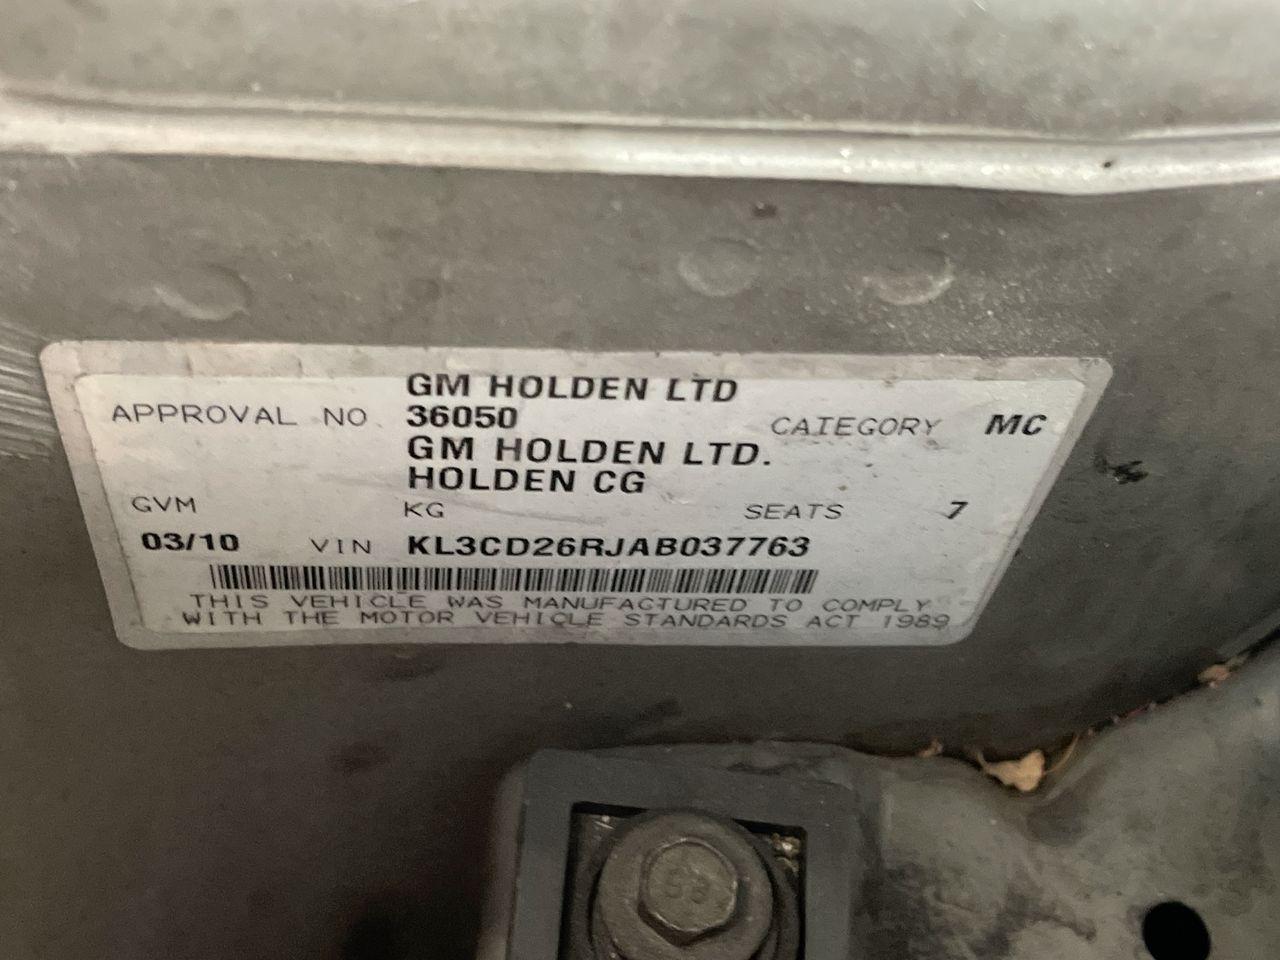 GM HOLDEN LTD
APPROVAL NO. 36050 CATEGORY MC
GM HOLDEN LTD.
HOLDEN CG
GVM KG SEATS 7
03/10 VIN KL3CD26RJAB037763
THIS VEHICLE WAS MANUFACTURED TO COMPLY
WITH THE MOTOR VEHICLE STANDARDS ACT 1989